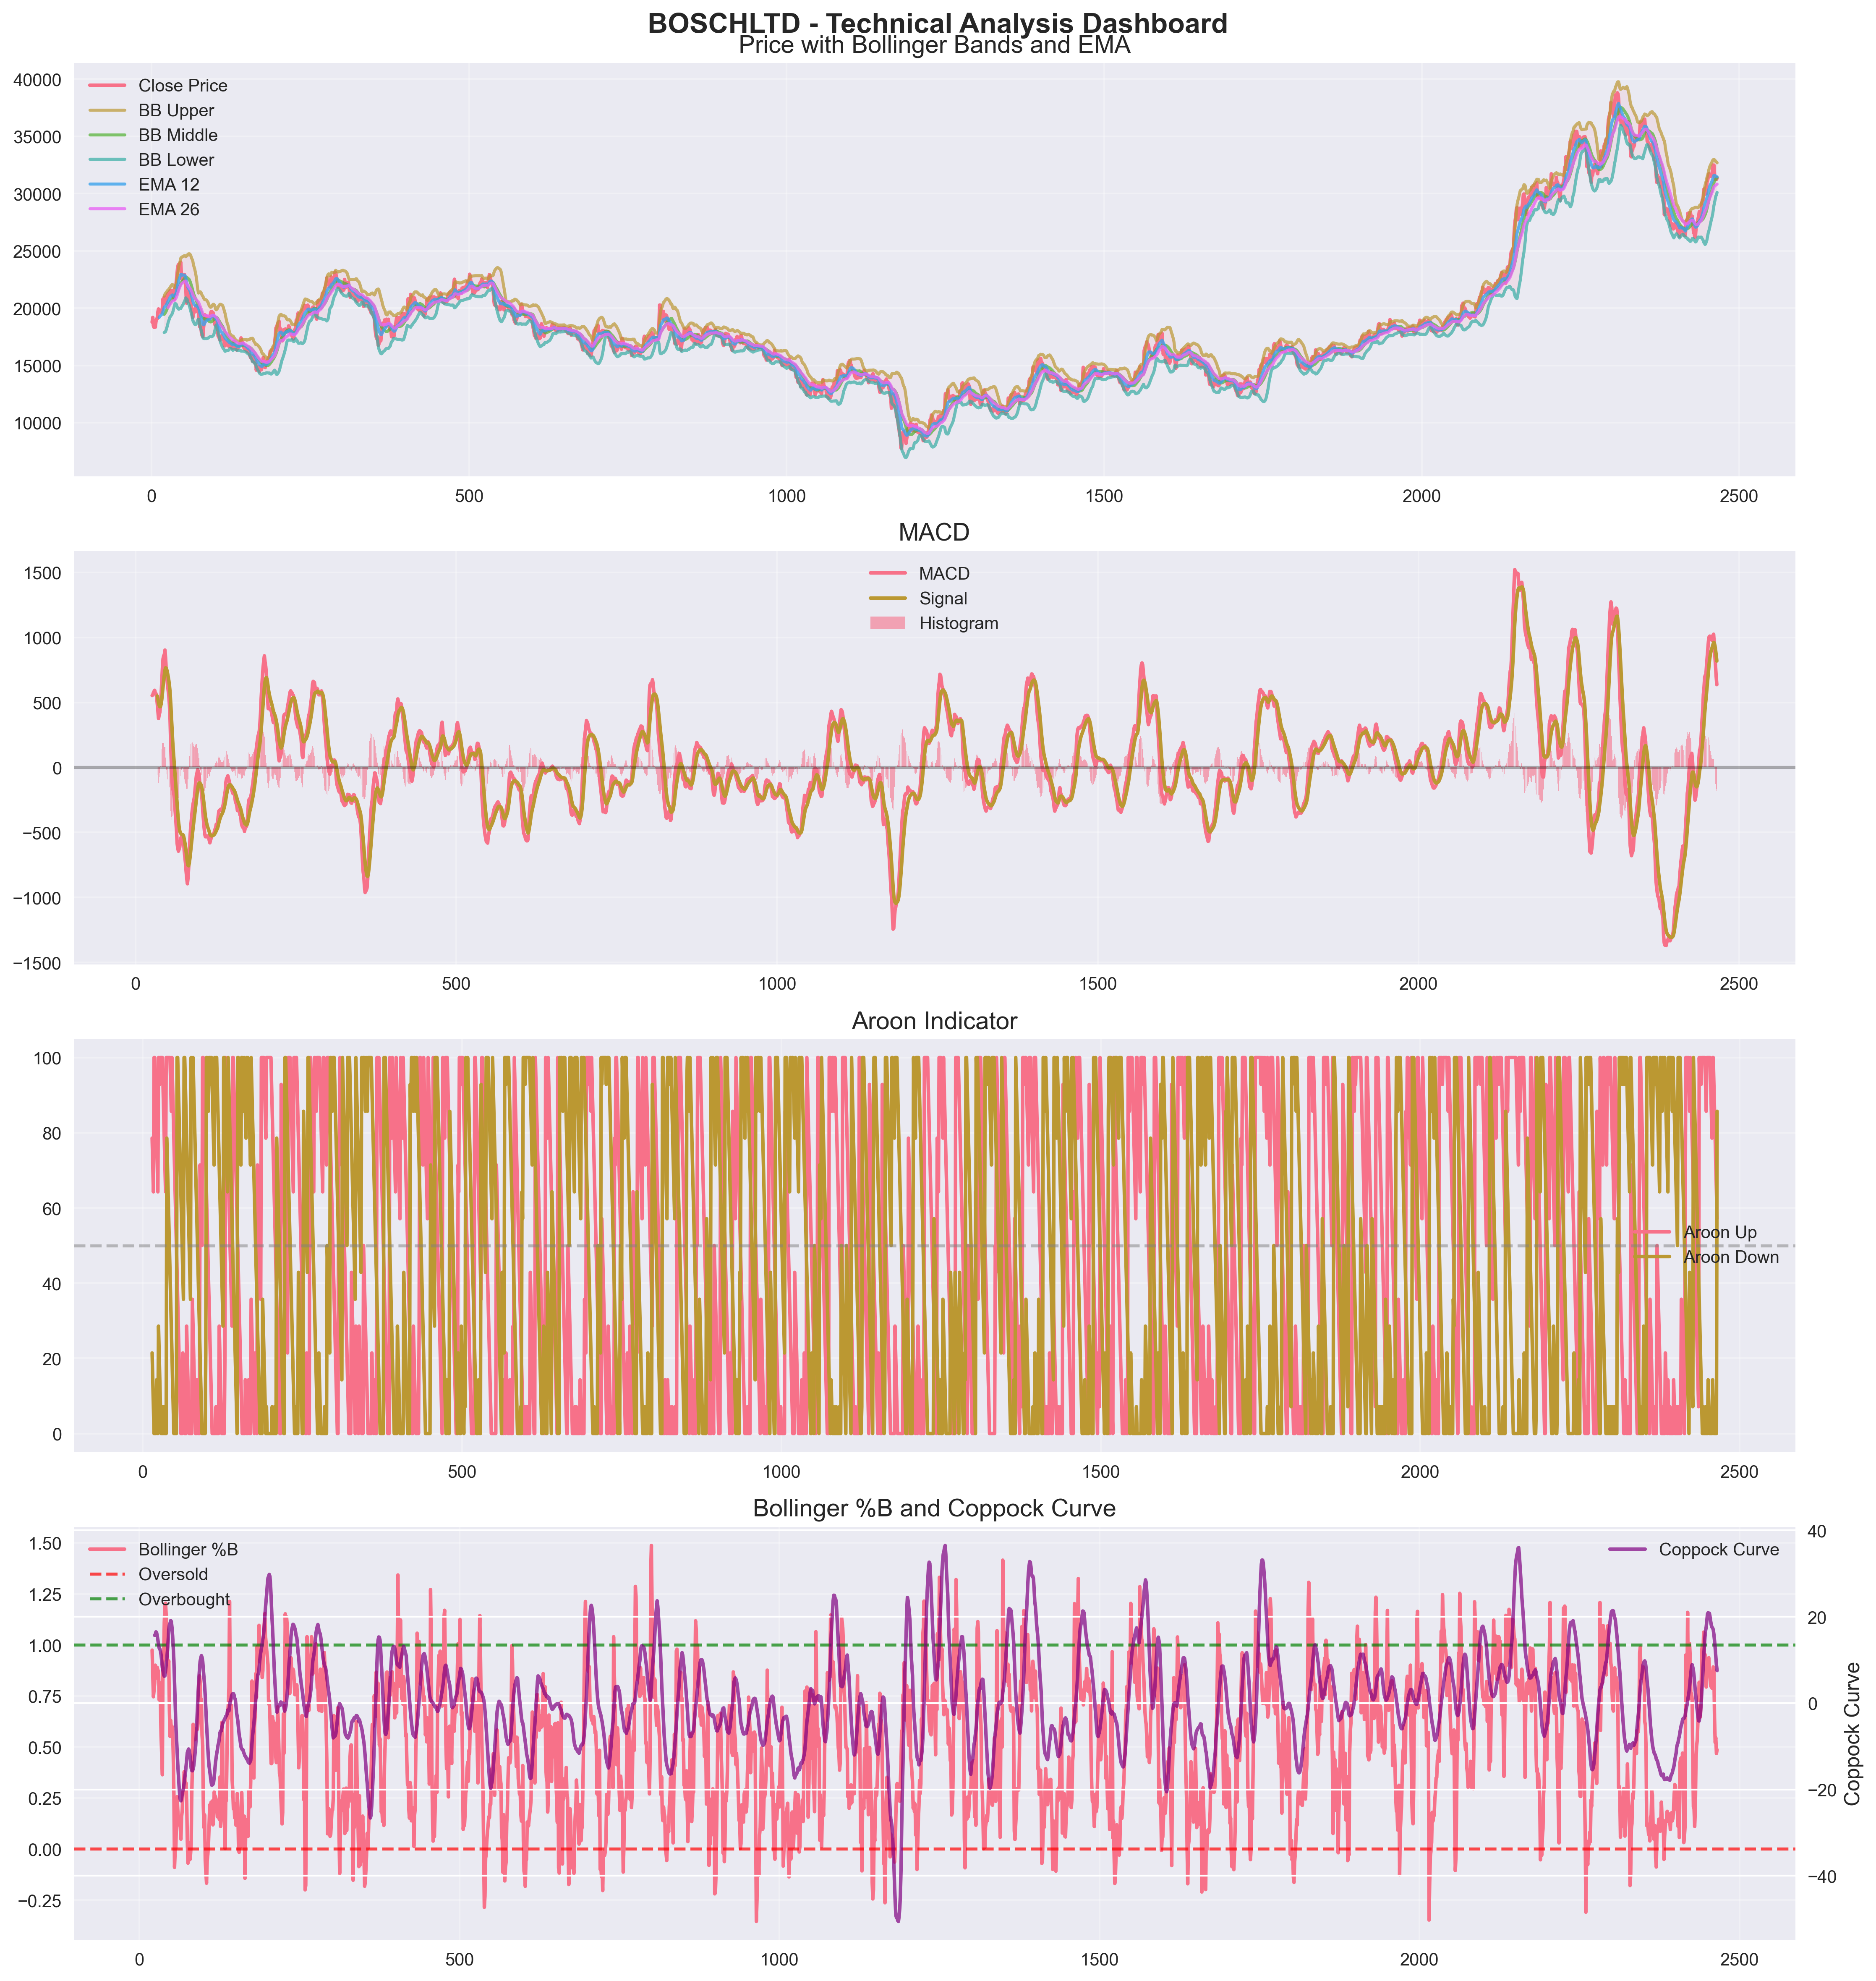 BOSCHLTD - Technical Analysis Dashboard
Price with Bollinger Bands and EMA
40000
35000
30000
25000
20000
15000
10000
Close Price
BB Upper
BB Middle
BB Lower
EMA 12
EMA 26
0 500 1000 1500 2000 2500
MACD
1500
1000
500
0
−500
−1000
−1500
MACD
Signal
Histogram
0 500 1000 1500 2000 2500
Aroon Indicator
100
80
60
40
20
0
Aroon Up
Aroon Down
0 500 1000 1500 2000 2500
Bollinger %B and Coppock Curve
1.50
1.25
1.00
0.75
0.50
0.25
0.00
−0.25
Bollinger %B
Oversold
Overbought
Coppock Curve
40
20
0
−20
−40
Coppock Curve
0 500 1000 1500 2000 2500